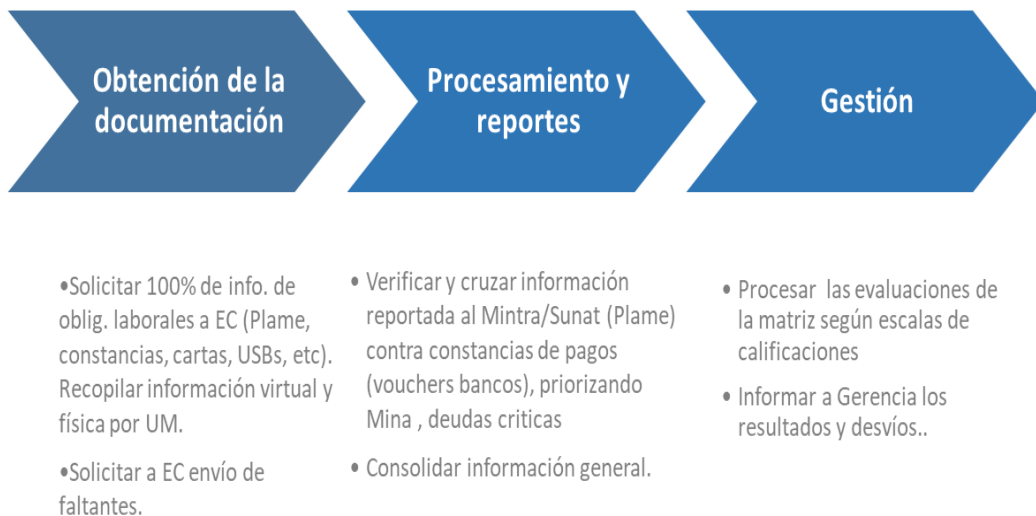 Obtención de la
documentación
Procesamiento y
reportes
Gestión
•Solicitar 100% de info. de
oblig. laborales a EC (Plame,
constancias, cartas, USBs, etc).
Recopilar información virtual y
física por UM.
•Solicitar a EC envío de
faltantes.
• Verificar y cruzar información
reportada al Mintra/Sunat (Plame)
contra constancias de pagos
(vouchers bancos), priorizando
Mina , deudas criticas
• Consolidar información general.
• Procesar las evaluaciones de
la matriz según escalas de
calificaciones
• Informar a Gerencia los
resultados y desvíos..